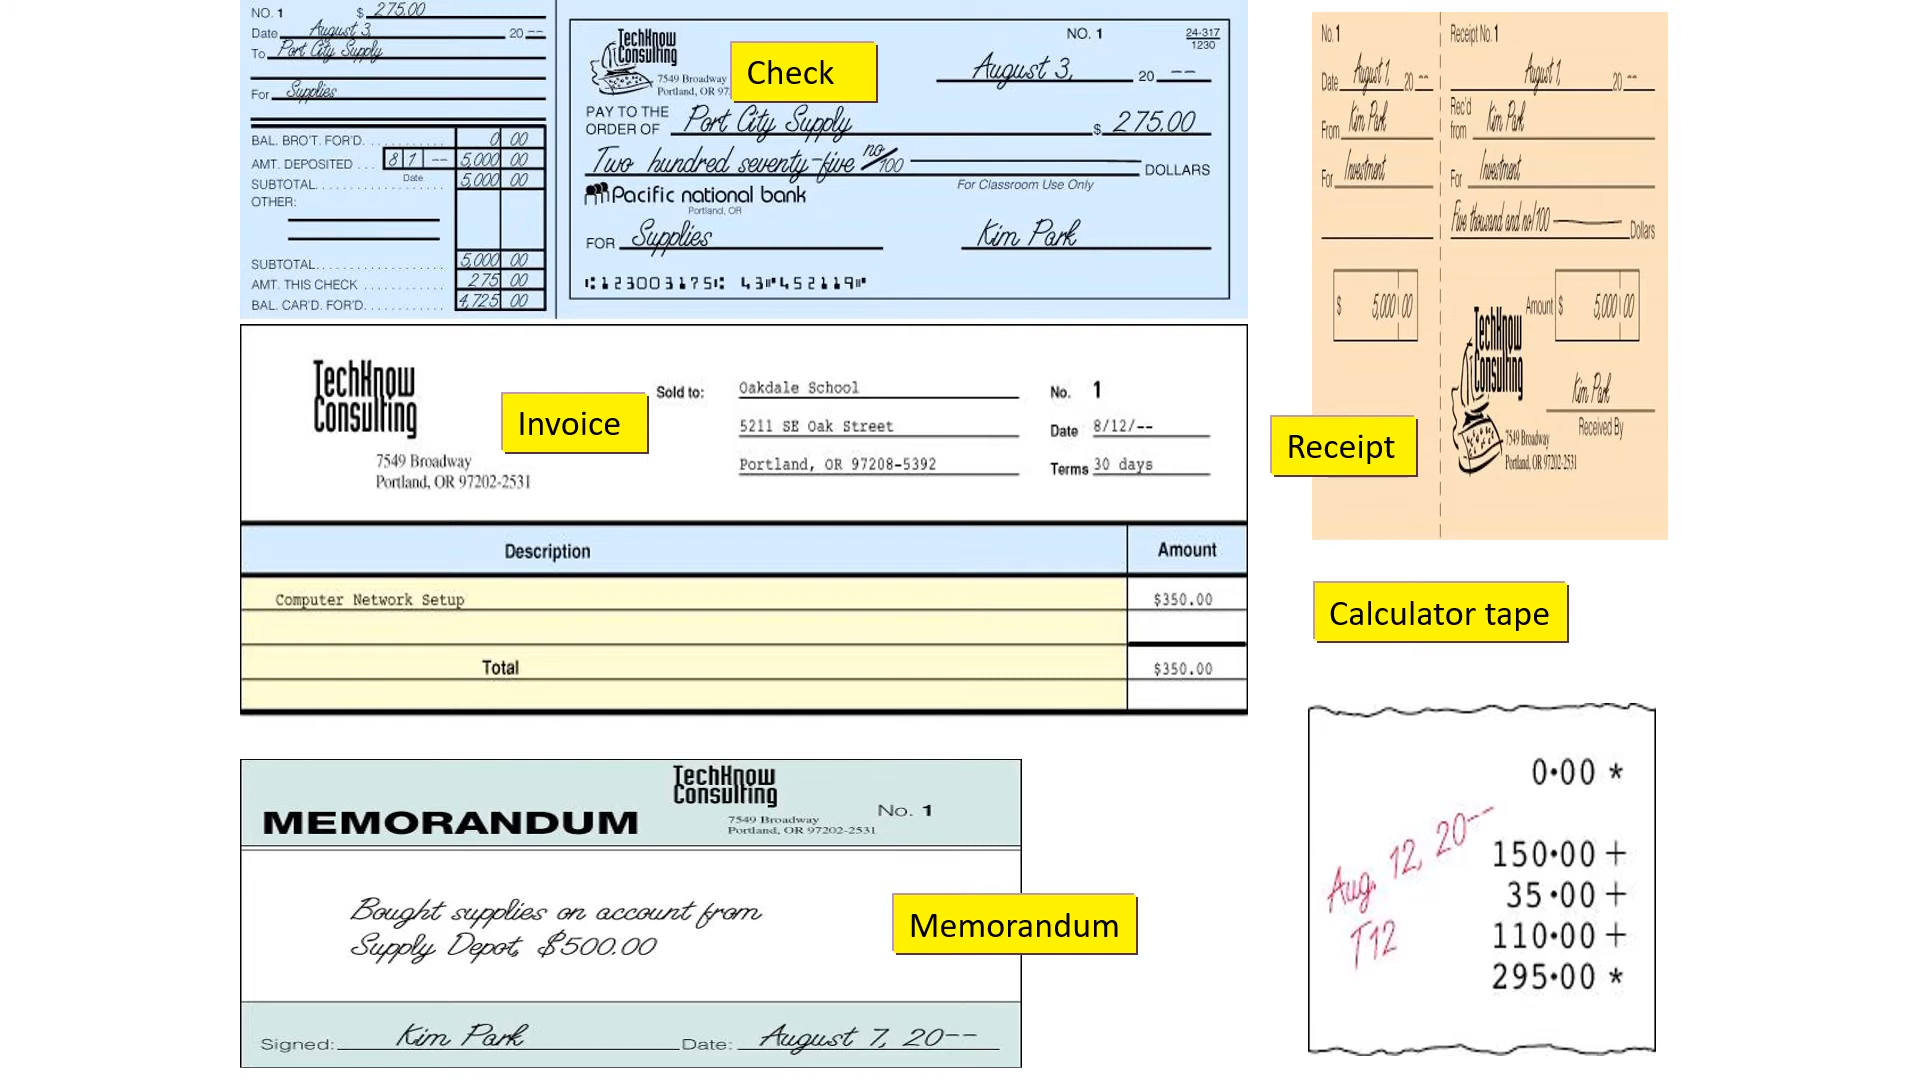 NO. 1 $ 275.00
Date August 3, 20 --
To Port City Supply
For Supplies
BAL. BRO'T. FOR'D. 0 00
AMT. DEPOSITED 8 1 -- 5,000 00
Date
SUBTOTAL 5,000 00
OTHER:
SUBTOTAL 5,000 00
AMT. THIS CHECK 275 00
BAL. CAR'D. FOR'D. 4,725 00
TechKnow
Consulting
7549 Broadway
Portland, OR 97
Check
NO. 1
24-317
1230
August 3, 20 --
PAY TO THE
ORDER OF Port City Supply $ 275.00
Two hundred seventy-five no/100 DOLLARS
For Classroom Use Only
Pacific national bank
Portland, OR
FOR Supplies Kim Park
⑆123003175⑆ 43⑈452119⑈
No. 1
Date August 1, 20 --
From Kim Park
For Investment
$ 5,000 00
Receipt No. 1
August 1, 20 --
Rec'd
from Kim Park
For Investment
Five thousand and no/100 Dollars
Amount $ 5,000 00
TechKnow
Consulting
Kim Park
Received By
7549 Broadway
Portland, OR 97202-2531
Receipt
TechKnow
Consulting
7549 Broadway
Portland, OR 97202-2531
Invoice
Sold to: Oakdale School
5211 SE Oak Street
Portland, OR 97208-5392
No. 1
Date 8/12/--
Terms 30 days
Description Amount
Computer Network Setup $350.00
Total $350.00
Calculator tape
0•00 *
150•00 +
35•00 +
110•00 +
295•00 *
Aug. 12, 20--
T12
MEMORANDUM
TechKnow
Consulting
7549 Broadway
Portland, OR 97202-2531
No. 1
Bought supplies on account from
Supply Depot, $500.00
Memorandum
Signed: Kim Park Date: August 7, 20--